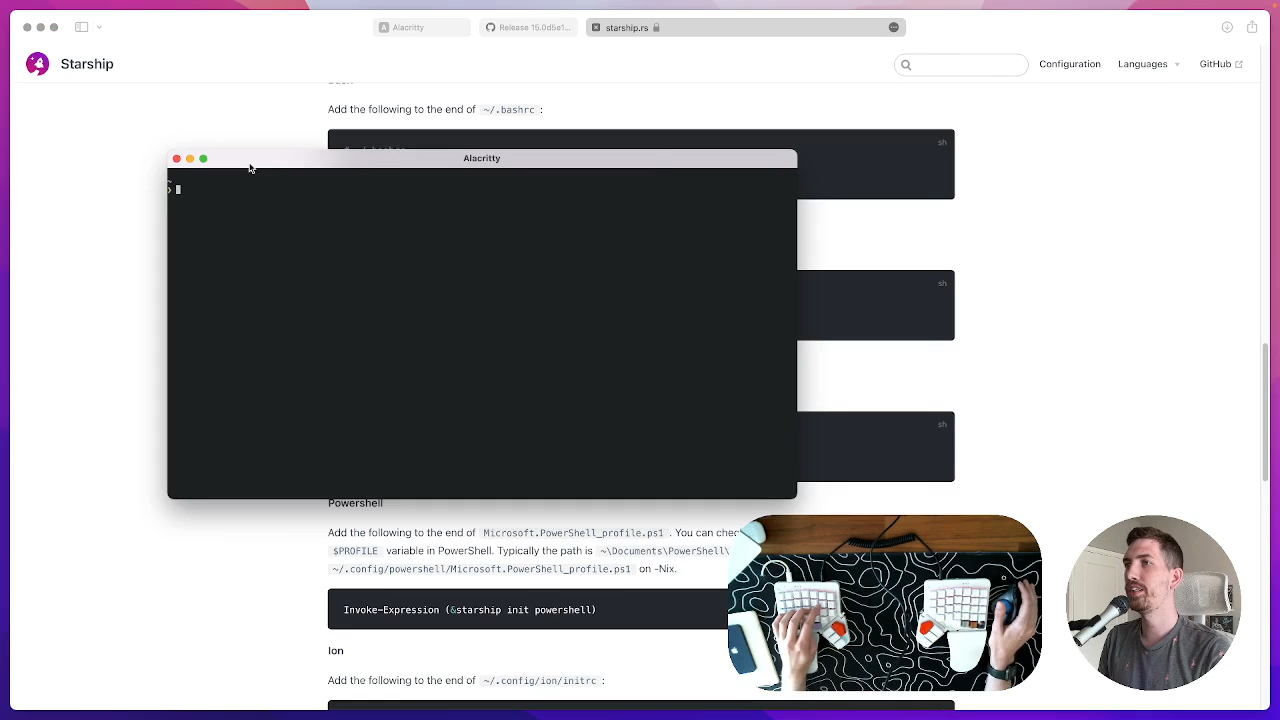 Alacritty
Release 15.0d5e1...
starship.rs
Starship
Configuration
Languages
GitHub
Add the following to the end of ~/.bashrc :
sh
Alacritty
~
❯
sh
sh
Powershell
Add the following to the end of Microsoft.PowerShell_profile.ps1 . You can chec
$PROFILE variable in PowerShell. Typically the path is ~\Documents\PowerShell\
~/.config/powershell/Microsoft.PowerShell_profile.ps1 on -Nix.
Invoke-Expression (&starship init powershell)
Ion
Add the following to the end of ~/.config/ion/initrc :